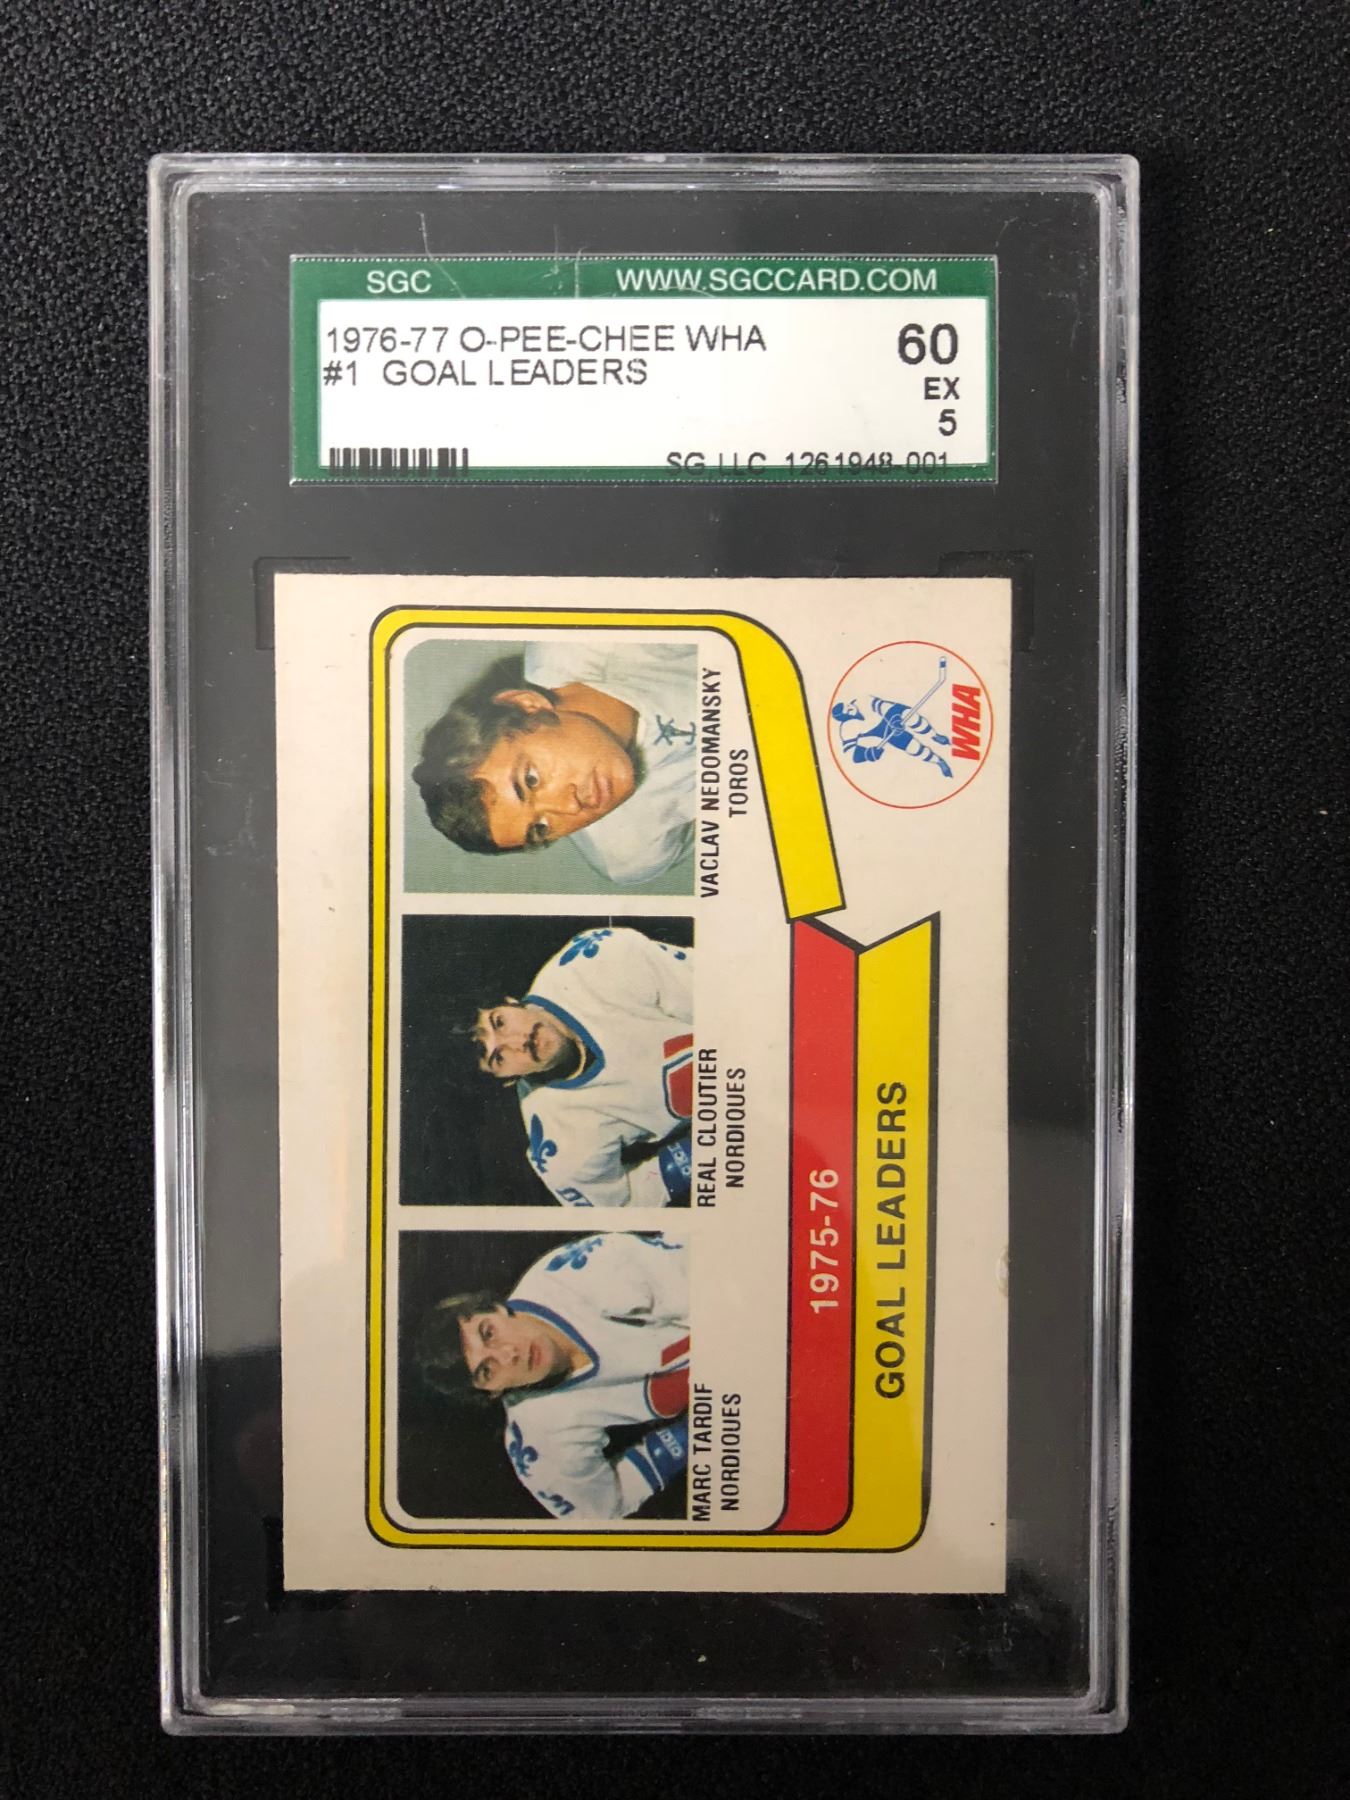 SGC WWW.SGCCARD.COM
1976-77 O-PEE-CHEE WHA 60
#1 GOAL LEADERS EX
5
SG LLC 1261948-001
MARC TARDIF
NORDIQUES
REAL CLOUTIER
NORDIQUES
VACLAV NEDOMANSKY
TOROS
1975-76
GOAL LEADERS
WHA